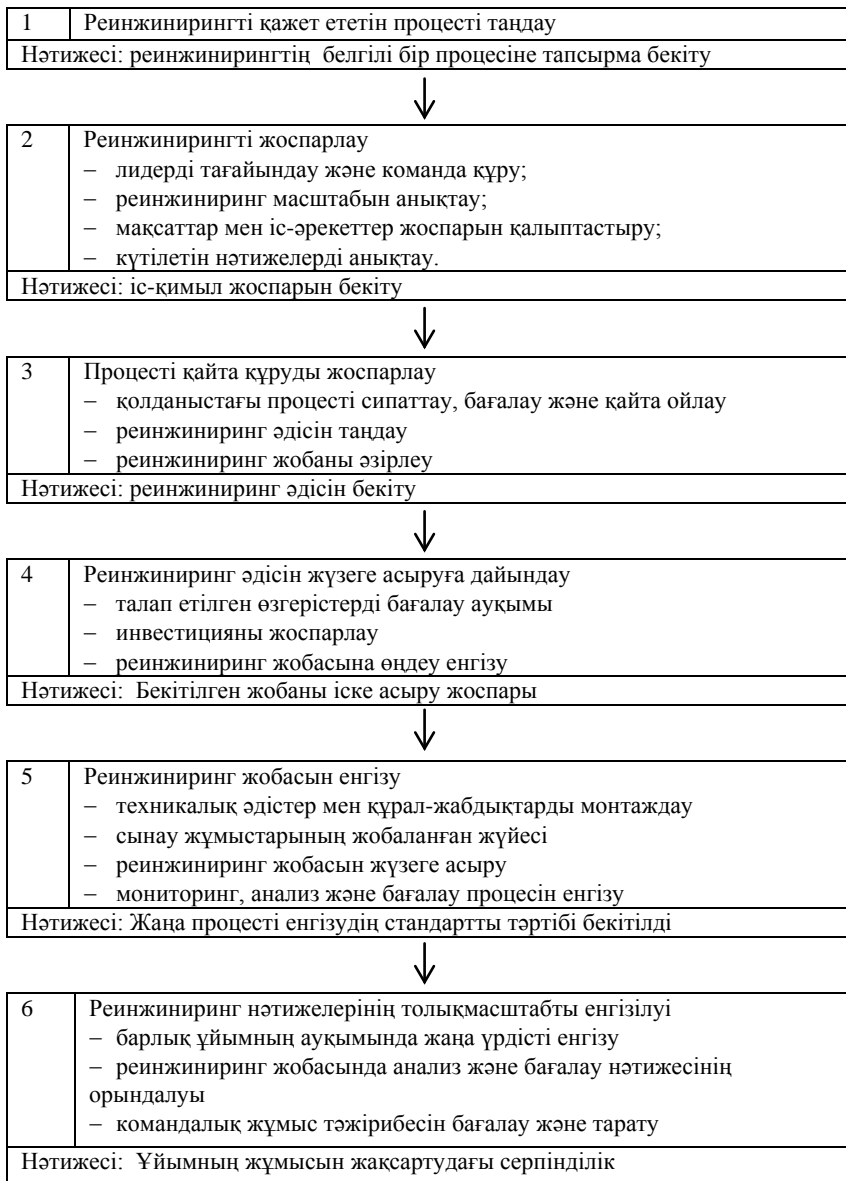 1 Реинжинирингті қажет ететін процесті таңдау
Нәтижесі: реинжинирингтің белгілі бір процесіне тапсырма бекіту
2 Реинжинирингті жоспарлау
− лидерді тағайындау және команда құру;
− реинжиниринг масштабын анықтау;
− мақсаттар мен іс-әрекеттер жоспарын қалыптастыру;
− күтілетін нәтижелерді анықтау.
Нәтижесі: іс-қимыл жоспарын бекіту
3 Процесті қайта құруды жоспарлау
− қолданыстағы процесті сипаттау, бағалау және қайта ойлау
− реинжиниринг әдісін таңдау
− реинжиниринг жобаны әзірлеу
Нәтижесі: реинжиниринг әдісін бекіту
4 Реинжиниринг әдісін жүзеге асыруға дайындау
− талап етілген өзгерістерді бағалау ауқымы
− инвестицияны жоспарлау
− реинжиниринг жобасына өңдеу енгізу
Нәтижесі: Бекітілген жобаны іске асыру жоспары
5 Реинжиниринг жобасын енгізу
− техникалық әдістер мен құрал-жабдықтарды монтаждау
− сынау жұмыстарының жобаланған жүйесі
− реинжиниринг жобасын жүзеге асыру
− мониторинг, анализ және бағалау процесін енгізу
Нәтижесі: Жаңа процесті енгізудің стандартты тәртібі бекітілді
6 Реинжиниринг нәтижелерінің толықмасштабты енгізілуі
− барлық ұйымның ауқымында жаңа үрдісті енгізу
− реинжиниринг жобасында анализ және бағалау нәтижесінің
орындалуы
− командалық жұмыс тәжірибесін бағалау және тарату
Нәтижесі: Ұйымның жұмысын жақсартудағы серпінділік